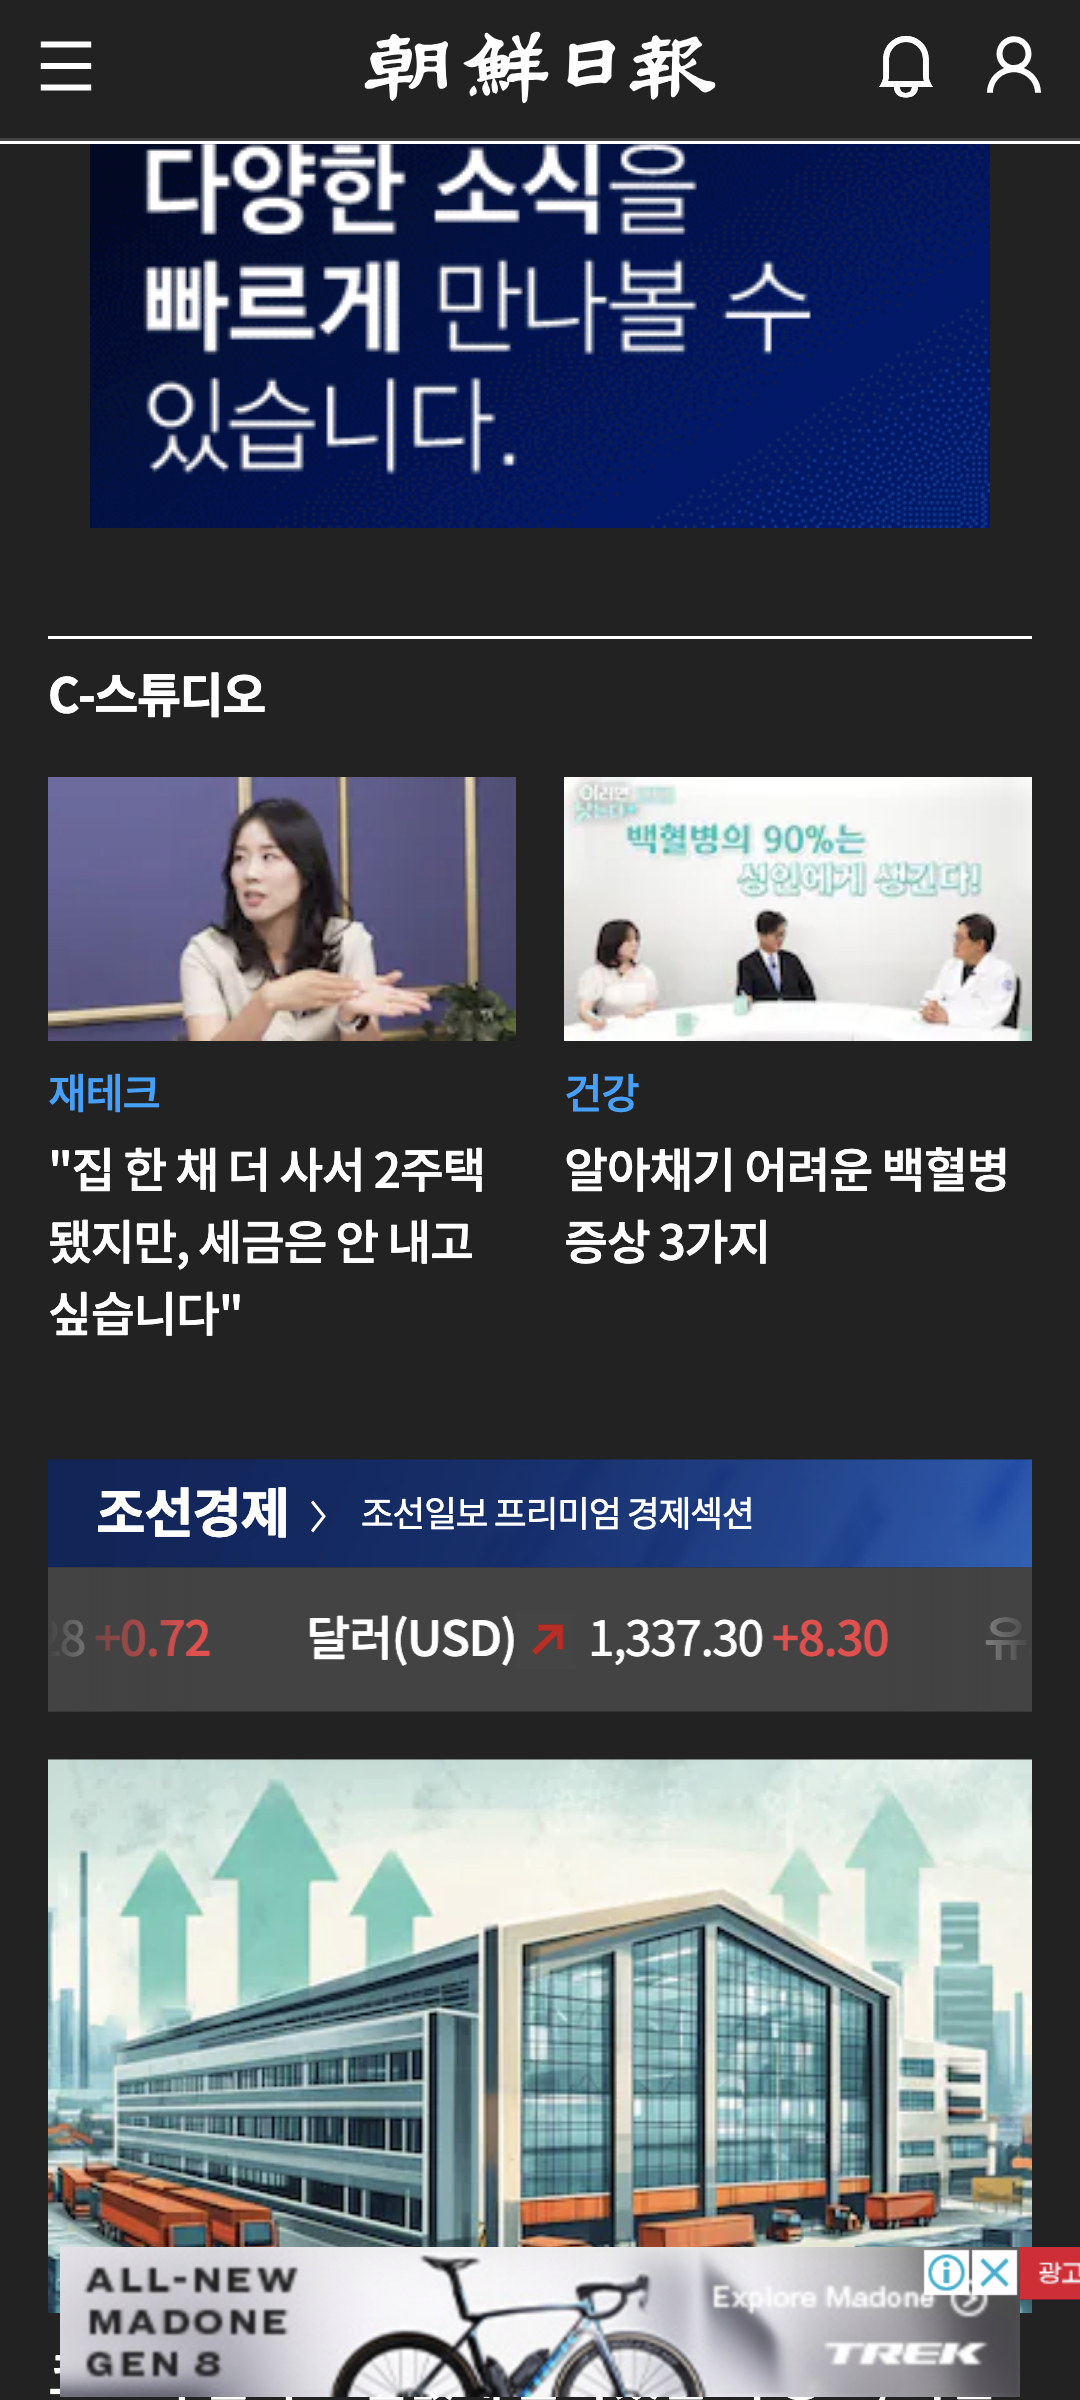 朝鮮日報
다양한 소식을
빠르게 만나볼 수
있습니다.
C-스튜디오
이러면 낫는다
백혈병의 90%는
성인에게 생긴다!
재테크
"집 한 채 더 사서 2주택
됐지만, 세금은 안 내고
싶습니다"
건강
알아채기 어려운 백혈병
증상 3가지
조선경제 〉 조선일보 프리미엄 경제섹션
28 +0.72 달러(USD) 1,337.30 +8.30 유
ALL-NEW
MADONE
GEN 8
Explore Madone
TREK
광고